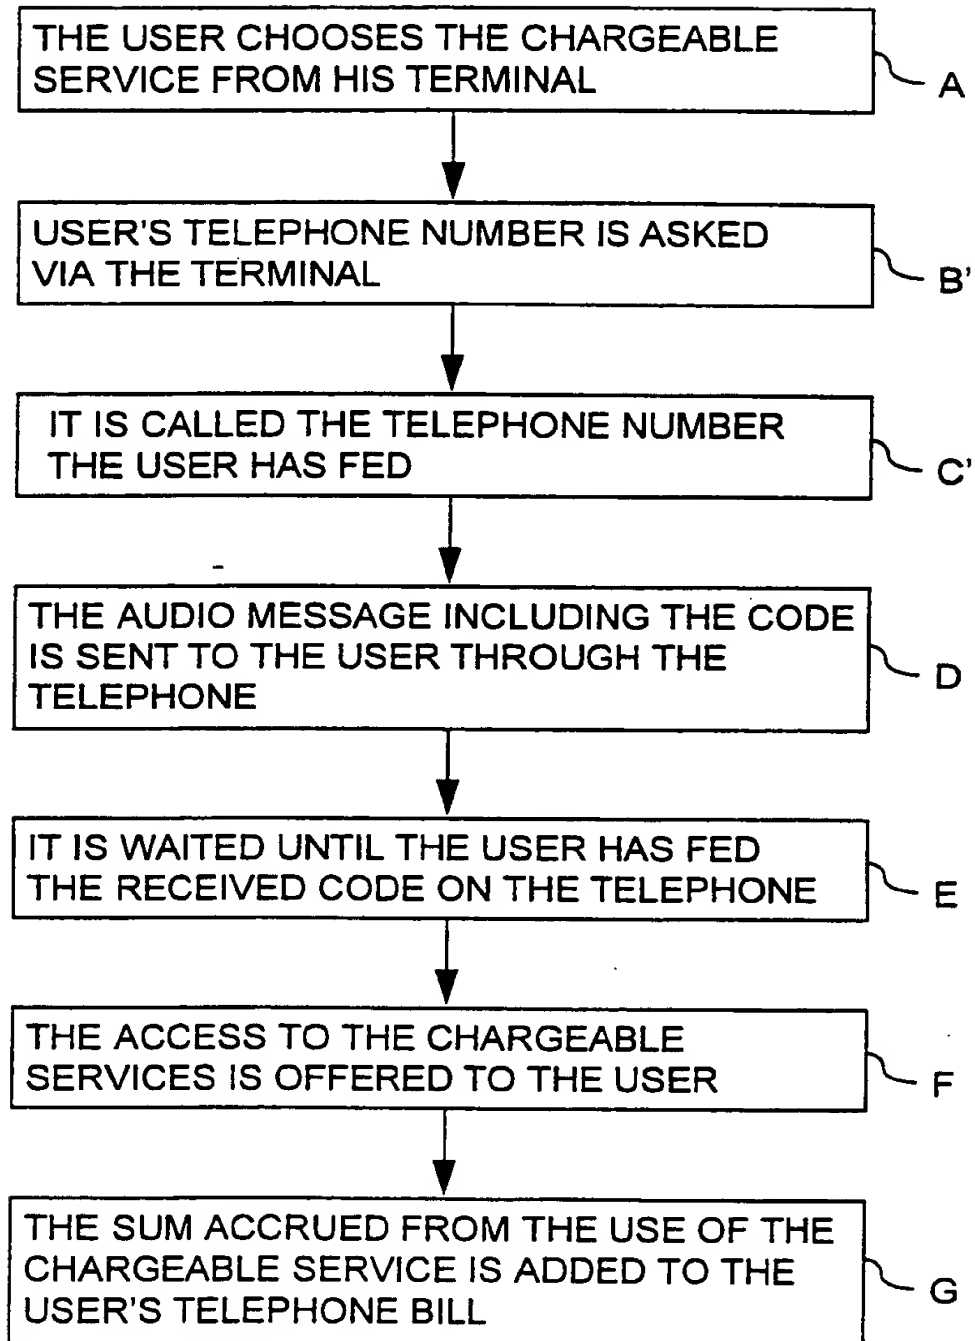 THE USER CHOOSES THE CHARGEABLE
SERVICE FROM HIS TERMINAL
A
USER'S TELEPHONE NUMBER IS ASKED
VIA THE TERMINAL
B'
IT IS CALLED THE TELEPHONE NUMBER
THE USER HAS FED
C'
THE AUDIO MESSAGE INCLUDING THE CODE
IS SENT TO THE USER THROUGH THE
TELEPHONE
D
IT IS WAITED UNTIL THE USER HAS FED
THE RECEIVED CODE ON THE TELEPHONE
E
THE ACCESS TO THE CHARGEABLE
SERVICES IS OFFERED TO THE USER
F
THE SUM ACCRUED FROM THE USE OF THE
CHARGEABLE SERVICE IS ADDED TO THE
USER'S TELEPHONE BILL
G